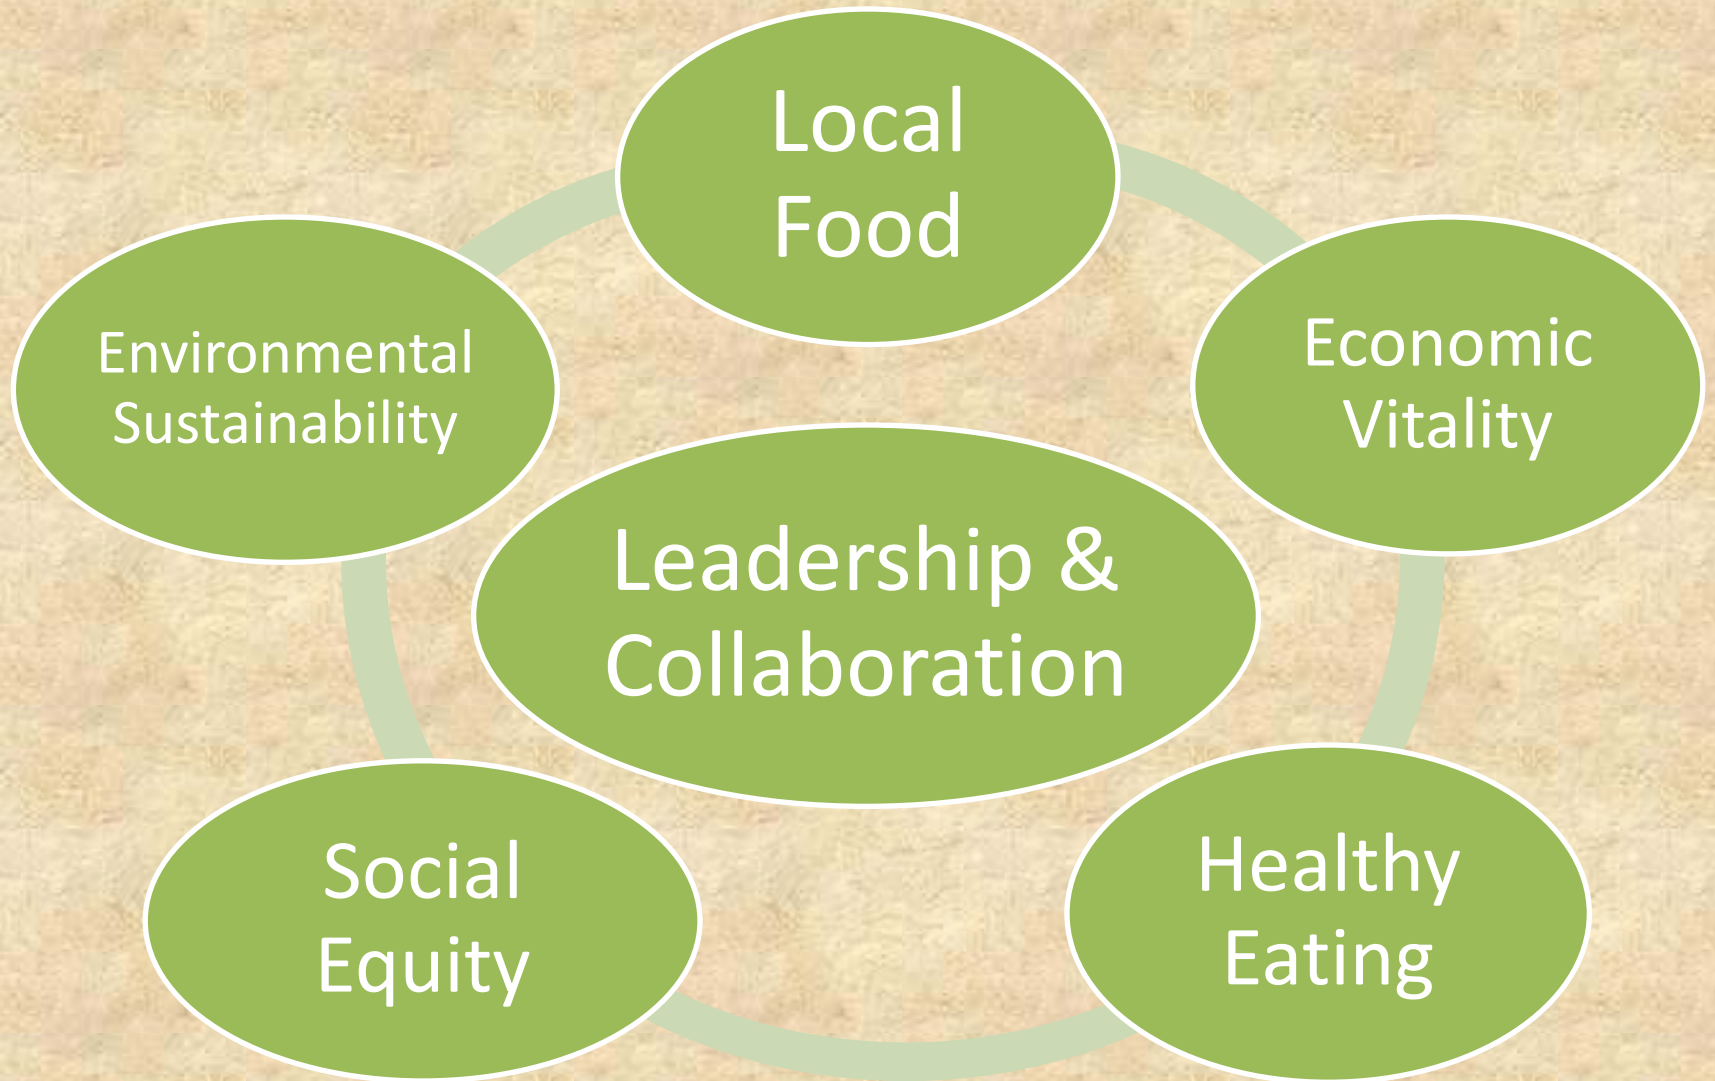 Local
Food
Economic
Vitality
Healthy
Eating
Social
Equity
Environmental
Sustainability
Leadership &
Collaboration